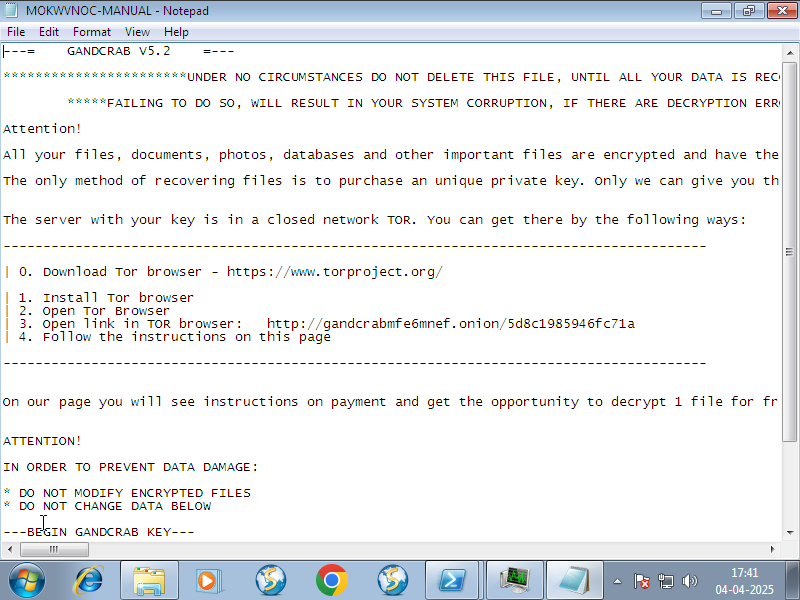 MOKWVNOC-MANUAL - Notepad
File Edit Format View Help
---= GANDCRAB V5.2 =---
***********************UNDER NO CIRCUMSTANCES DO NOT DELETE THIS FILE, UNTIL ALL YOUR DATA IS
*****FAILING TO DO SO, WILL RESULT IN YOUR SYSTEM CORRUPTION, IF THERE ARE DECRYPTION
Attention!
All your files, documents, photos, databases and other important files are encrypted and have the
The only method of recovering files is to purchase an unique private key. Only we can give you
The server with your key is in a closed network TOR. You can get there by the following ways:
----------------------------------------------------------------------------------------
| 0. Download Tor browser - https://www.torproject.org/
| 1. Install Tor browser
| 2. Open Tor Browser
| 3. Open link in TOR browser: http://gandcrabmfe6mnef.onion/5d8c1985946fc71a
| 4. Follow the instructions on this page
----------------------------------------------------------------------------------------
On our page you will see instructions on payment and get the opportunity to decrypt 1 file for
ATTENTION!
IN ORDER TO PREVENT DATA DAMAGE:
* DO NOT MODIFY ENCRYPTED FILES
* DO NOT CHANGE DATA BELOW
---BEGIN GANDCRAB KEY---
17:41
04-04-2025